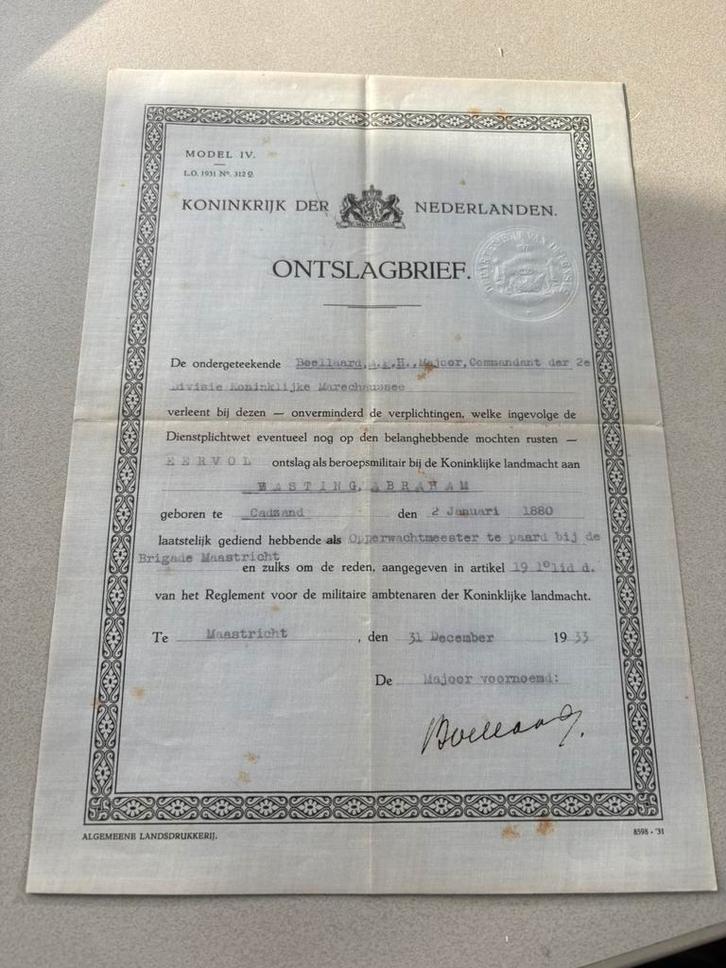 MODEL IV.
L.O. 1931 No. 312 Q.
KONINKRIJK DER NEDERLANDEN.
ONTSLAGBRIEF.
De ondergeteekende Boellaard, H., Majoor, Commandant der 2e
Divisie Koninklijke Marechaussee
verleent bij dezen — onverminderd de verplichtingen, welke ingevolge de
Dienstplichtwet eventueel nog op den belanghebbende mochten rusten —
EERVOL ontslag als beroepsmilitair bij de Koninklijke landmacht aan
MASTING, ABRAHAM
geboren te Cadzand den 2 Januari 1880
laatstelijk gediend hebbende als Opperwachtmeester te paard bij de
Brigade Maastricht
en zulks om de reden, aangegeven in artikel 19 1e lid d.
van het Reglement voor de militaire ambtenaren der Koninklijke landmacht.
Te Maastricht, den 31 December 1933
De Majoor voornoemd:
Boellaard.
ALGEMEENE LANDSDRUKKERIJ.
8598 - '31